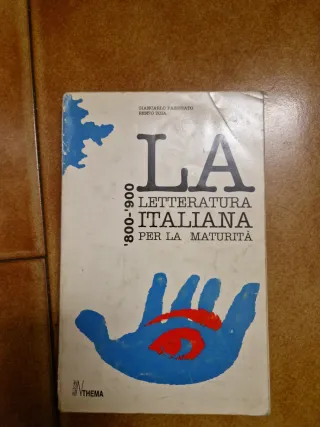 LA
LETTERATURA
ITALIANA
PER LA MATURITÀ
'800-'900
THEMA